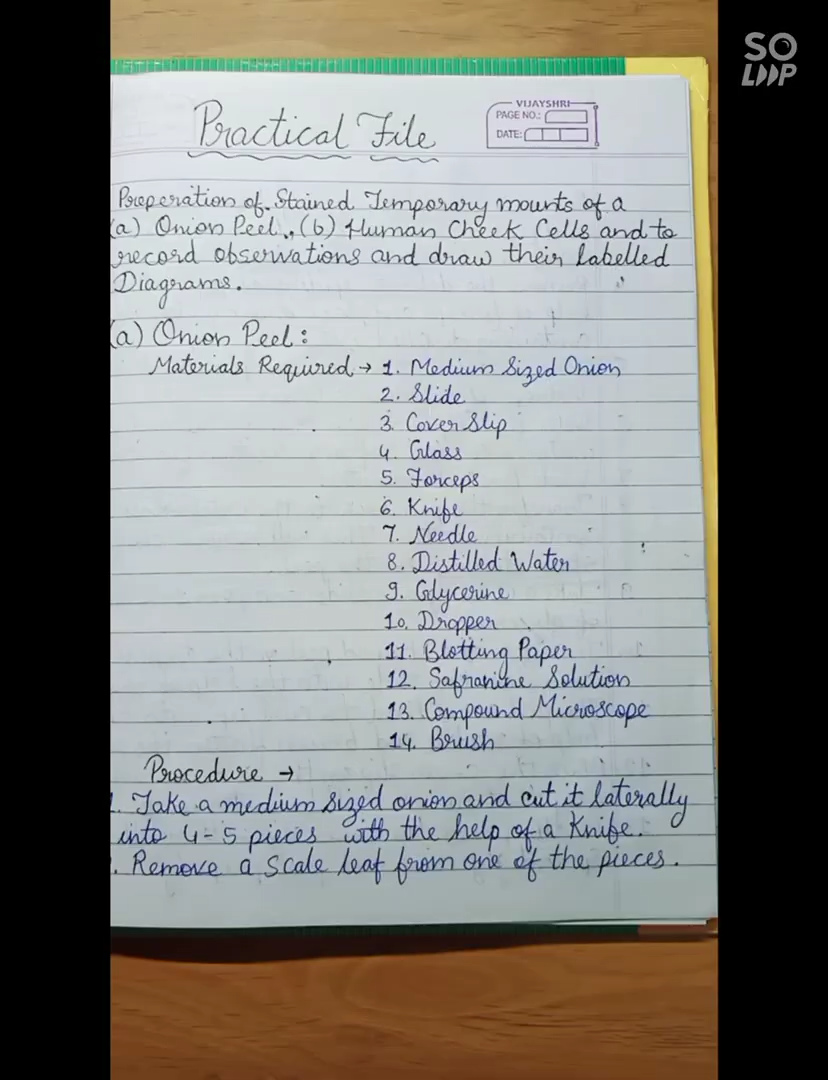 SO
LOOP
VIJAYSHRI
PAGE NO.:
DATE:
Practical File
Preperation of Stained Temporary mounts of a
(a) Onion Peel, (b) Human Cheek Cells and to
record observations and draw their labelled
Diagrams.
(a) Onion Peel:
Materials Required → 1. Medium Sized Onion
2. Slide
3. Cover Slip
4. Glass
5. Forceps
6. Knife
7. Needle
8. Distilled Water
9. Glycerine
10. Dropper
11. Blotting Paper
12. Safranine Solution
13. Compound Microscope
14. Brush
Procedure →
1. Take a medium sized onion and cut it laterally
into 4-5 pieces with the help of a Knife.
. Remove a scale leaf from one of the pieces.